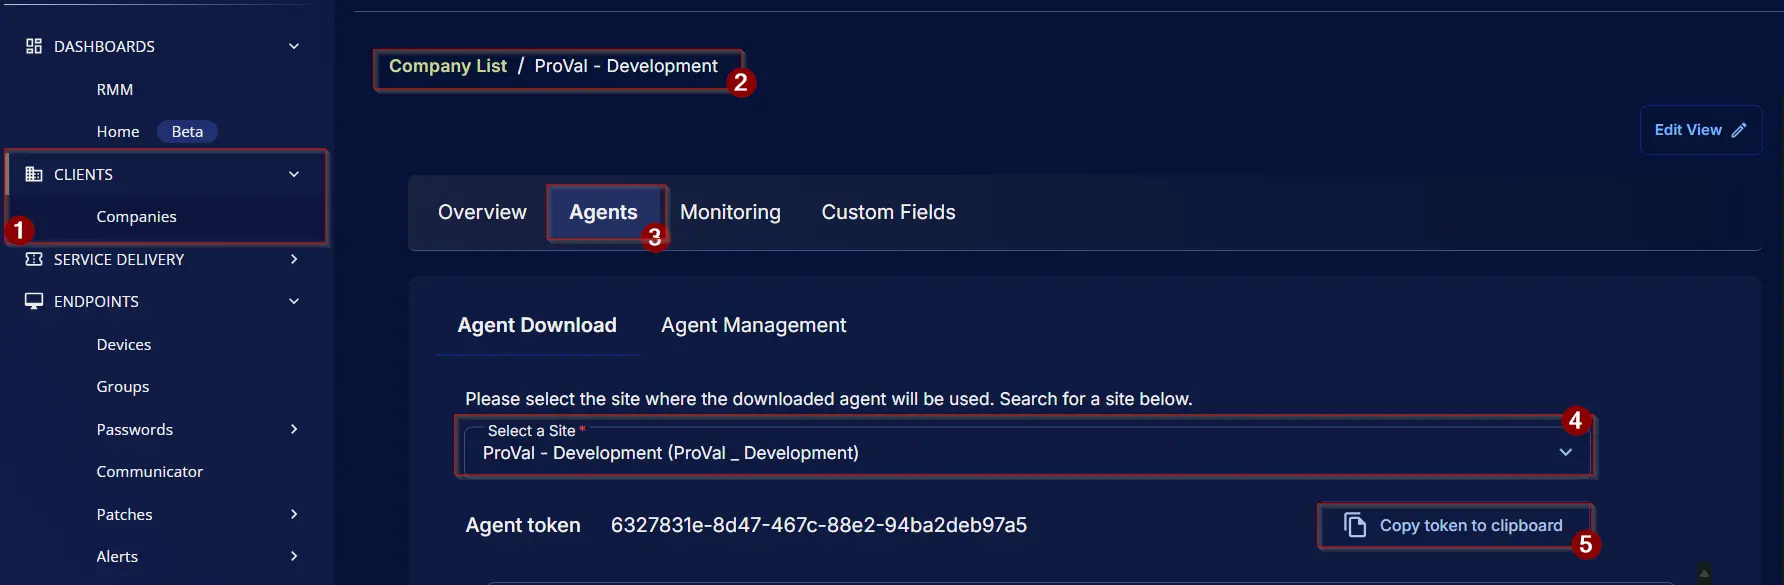 DASHBOARDS
RMM
Home Beta
CLIENTS
Companies
1
SERVICE DELIVERY
ENDPOINTS
Devices
Groups
Passwords
Communicator
Patches
Alerts
Company List / ProVal - Development
2
Edit View
Overview Agents Monitoring Custom Fields
3
Agent Download Agent Management
Please select the site where the downloaded agent will be used. Search for a site below.
Select a Site *
4
ProVal - Development (ProVal _ Development)
Agent token 6327831e-8d47-467c-88e2-94ba2deb97a5 Copy token to clipboard
5